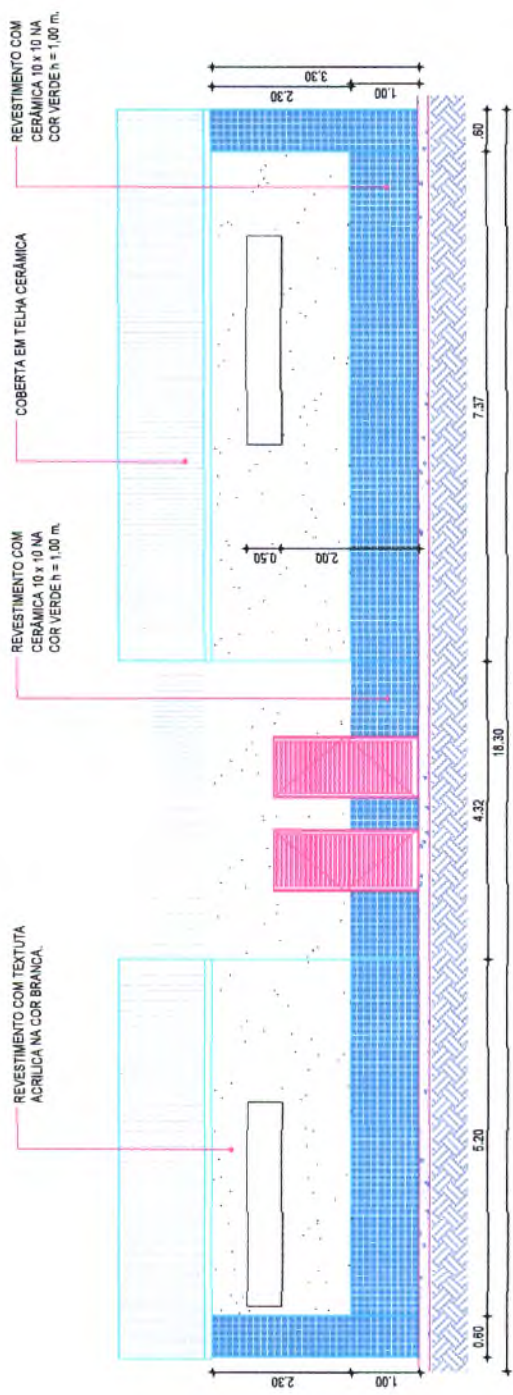 REVESTIMENTO COM TEXTUTA
ACRILICA NA COR BRANCA.
REVESTIMENTO COM
CERÂMICA 10 x 10 NA
COR VERDE h = 1,00 m.
COBERTA EM TELHA CERÂMICA
REVESTIMENTO COM
CERÂMICA 10 x 10 NA
COR VERDE h = 1,00 m.
2.30
1.00
0.50
2.00
2.30
1.00
3.30
0.60
5.20
4.32
7.37
.60
18.30